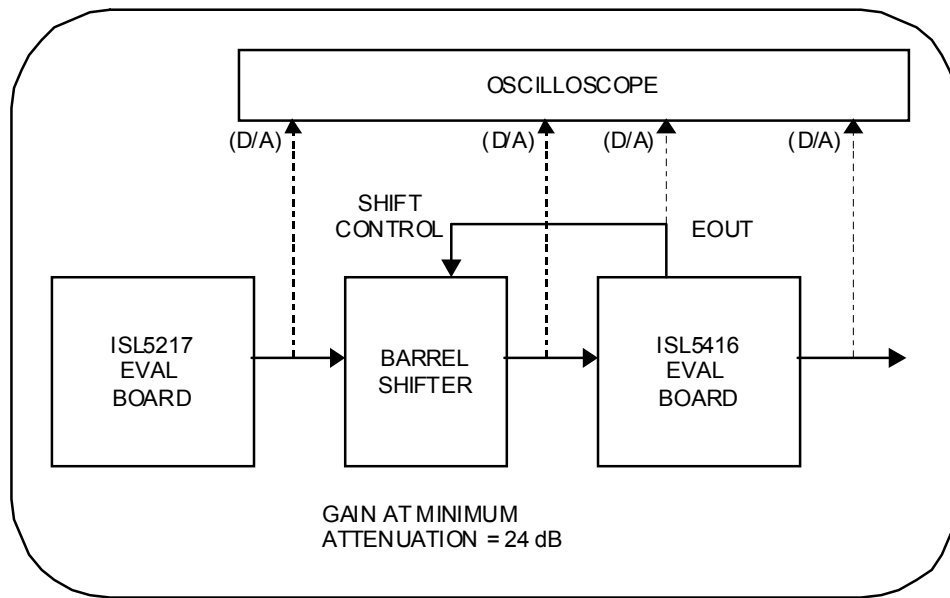 OSCILLOSCOPE
(D/A)
(D/A)
(D/A)
(D/A)
SHIFT
CONTROL
EOUT
ISL5217
EVAL
BOARD
BARREL
SHIFTER
ISL5416
EVAL
BOARD
GAIN AT MINIMUM
ATTENUATION = 24 dB